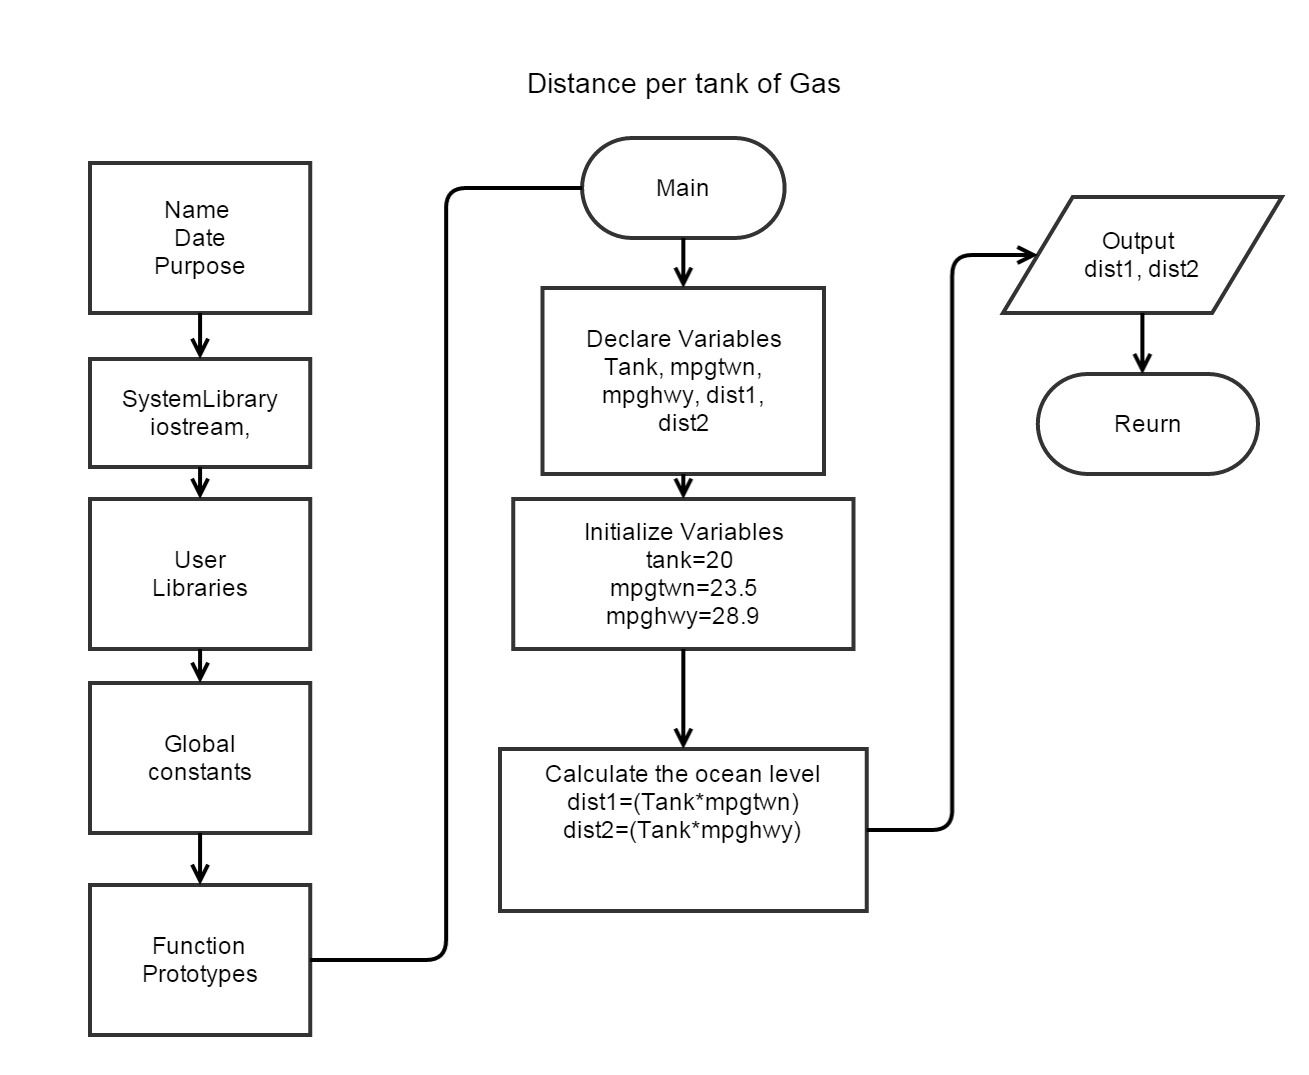 Distance per tank of Gas
Name
Date
Purpose
SystemLibrary
iostream,
User
Libraries
Global
constants
Function
Prototypes
Main
Declare Variables
Tank, mpgtwn,
mpghwy, dist1,
dist2
Initialize Variables
tank=20
mpgtwn=23.5
mpghwy=28.9
Calculate the ocean level
dist1=(Tank*mpgtwn)
dist2=(Tank*mpghwy)
Output
dist1, dist2
Reurn